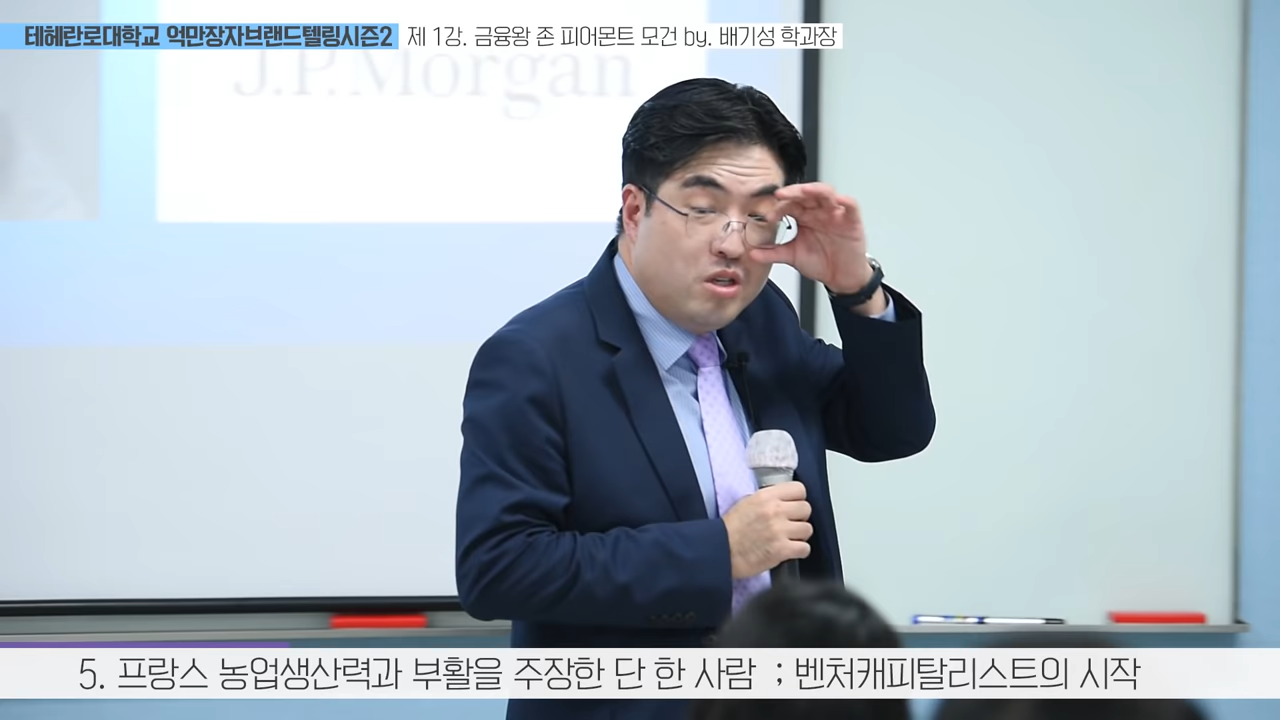 테헤란로대학교 억만장자브랜드텔링시즌2 제 1강. 금융왕 존 피어몬트 모건 by. 배기성 학과장
J.P.Morgan
5. 프랑스 농업생산력과 부활을 주장한 단 한 사람 ; 벤처캐피탈리스트의 시작